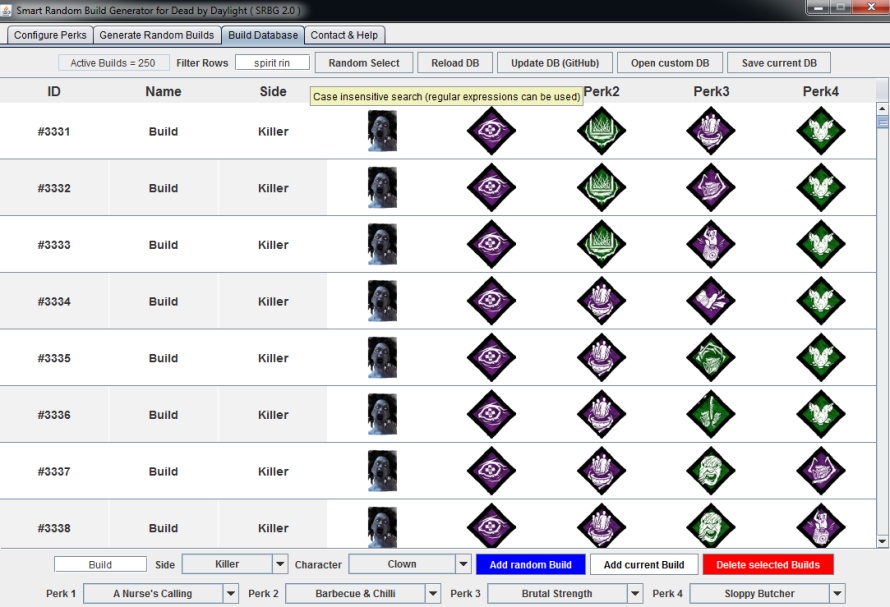 Smart Random Build Generator for Dead by Daylight ( SRBG 2.0 )
Configure Perks Generate Random Builds Build Database Contact & Help
Active Builds = 250 Filter Rows spirit rin Random Select Reload DB Update DB (GitHub) Open custom DB Save current DB
ID Name Side Perk2 Perk3 Perk4
Case insensitive search (regular expressions can be used)
#3331 Build Killer
#3332 Build Killer
#3333 Build Killer
#3334 Build Killer
#3335 Build Killer
#3336 Build Killer
#3337 Build Killer
#3338 Build Killer
Build Side Killer Character Clown Add random Build Add current Build Delete selected Builds
Perk 1 A Nurse's Calling Perk 2 Barbecue & Chilli Perk 3 Brutal Strength Perk 4 Sloppy Butcher